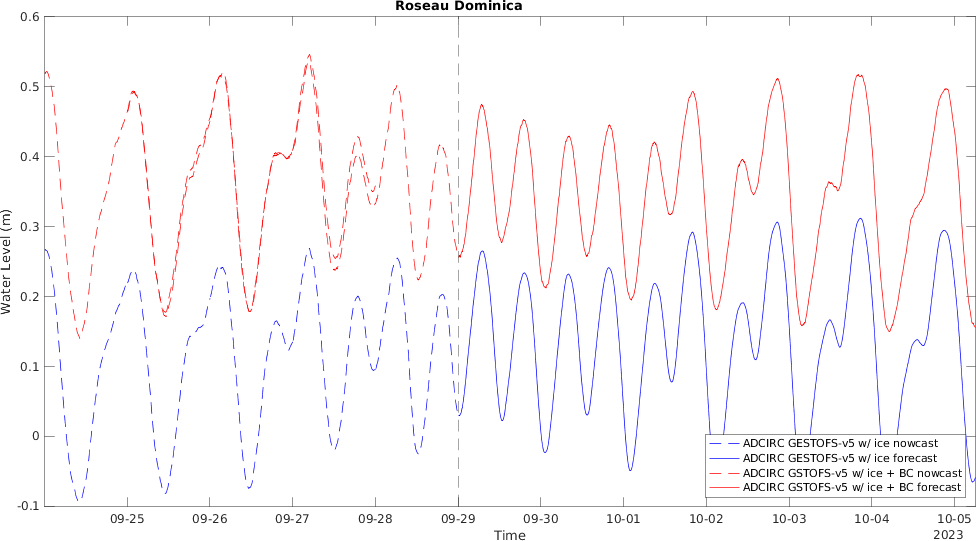 Roseau Dominica
0.6
0.5
0.4
0.3
0.2
0.1
0
-0.1
Water Level (m)
ADCIRC GESTOFS-v5 w/ ice nowcast
ADCIRC GESTOFS-v5 w/ ice forecast
ADCIRC GSTOFS-v5 w/ ice + BC nowcast
ADCIRC GSTOFS-v5 w/ ice + BC forecast
09-25 09-26 09-27 09-28 09-29 09-30 10-01 10-02 10-03 10-04 10-05
Time
2023